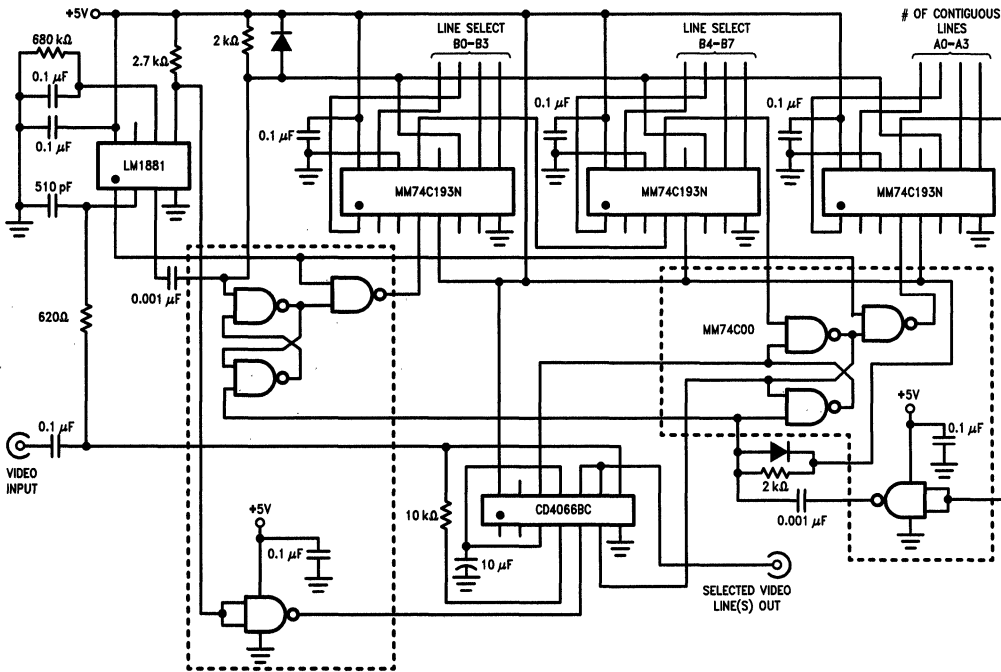 +5V
680 kΩ
0.1 μF
0.1 μF
2.7 kΩ
2 kΩ
LINE SELECT
B0-B3
LINE SELECT
B4-B7
# OF CONTIGUOUS
LINES
A0-A3
0.1 μF
0.1 μF
0.1 μF
LM1881
510 pF
MM74C193N
MM74C193N
MM74C193N
0.001 μF
620Ω
MM74C00
+5V
0.1 μF
0.1 μF
VIDEO
INPUT
2 kΩ
0.001 μF
10 kΩ
CD4066BC
10 μF
+5V
0.1 μF
SELECTED VIDEO
LINE(S) OUT